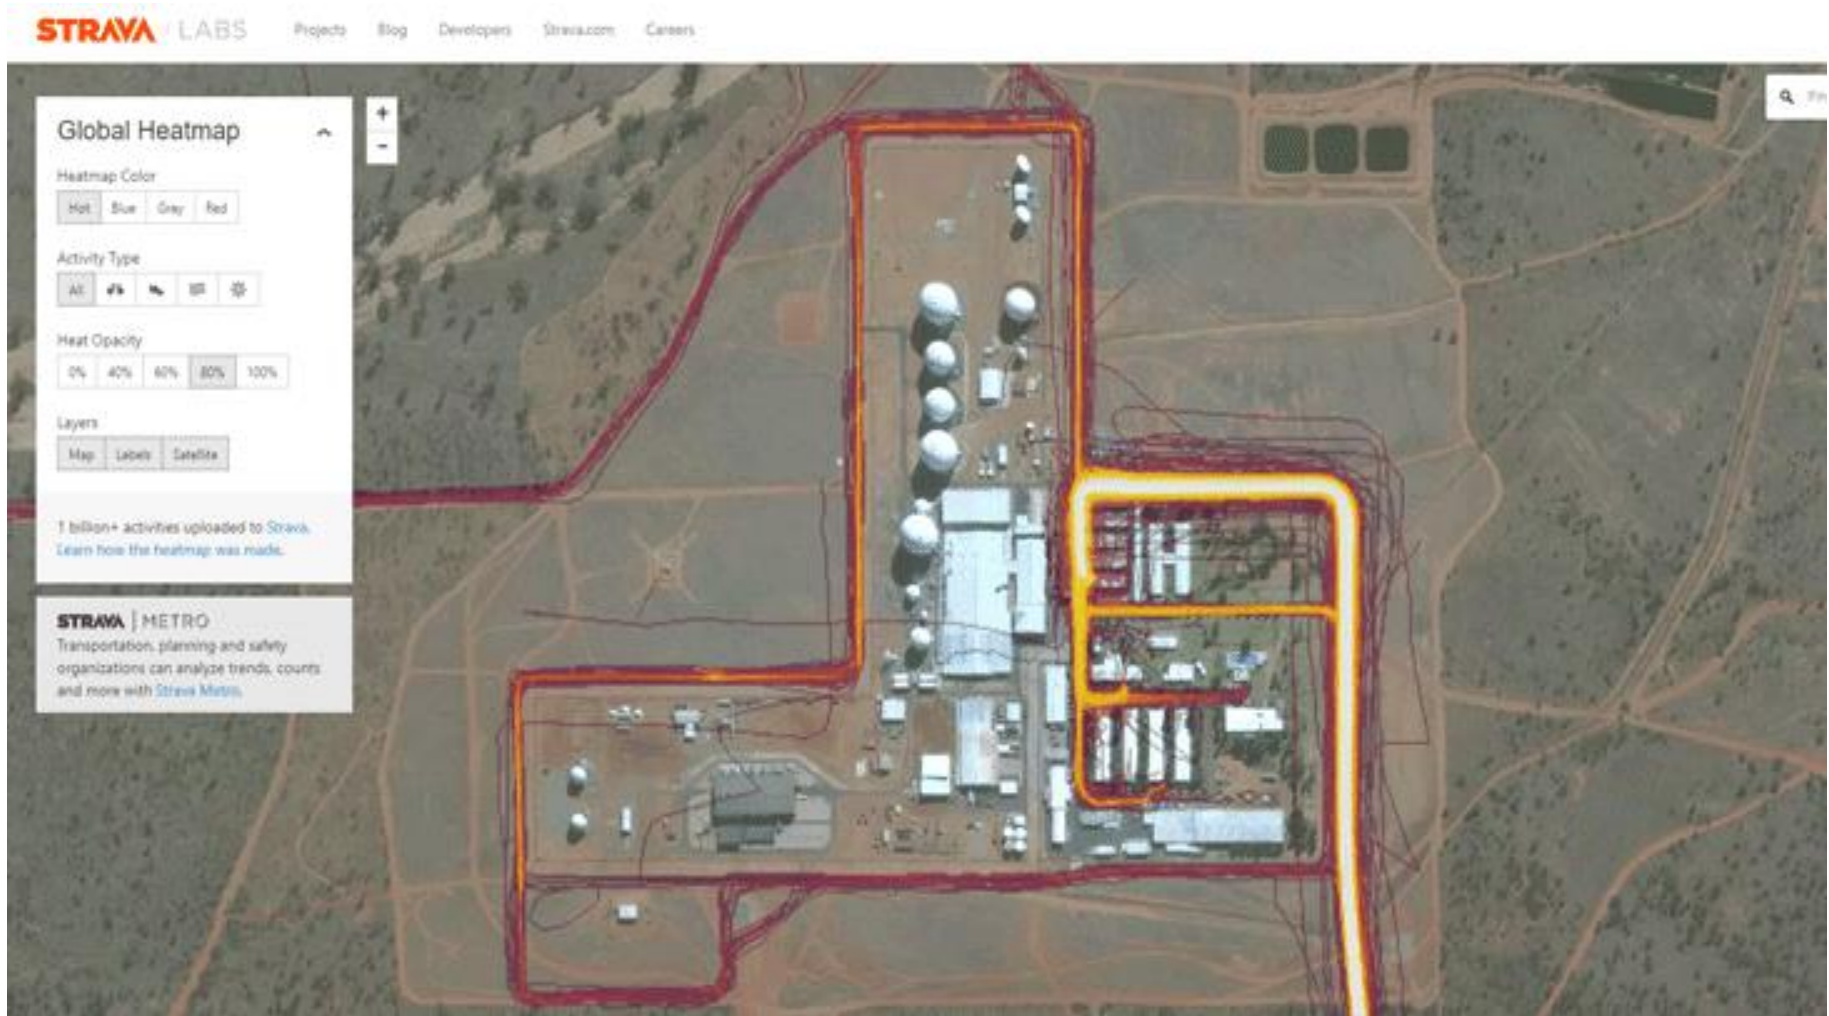 STRAVA LABS Projects Blog Developers Strava.com Careers
Global Heatmap
+
-
Heatmap Color
Hot Blue Gray Red
Activity Type
All
Heat Opacity
0% 40% 60% 80% 100%
Layers
Map Labels Satellite
1 billion+ activities uploaded to Strava.
Learn how the heatmap was made.
STRAVA | METRO
Transportation, planning and safety
organizations can analyze trends, counts
and more with Strava Metro.